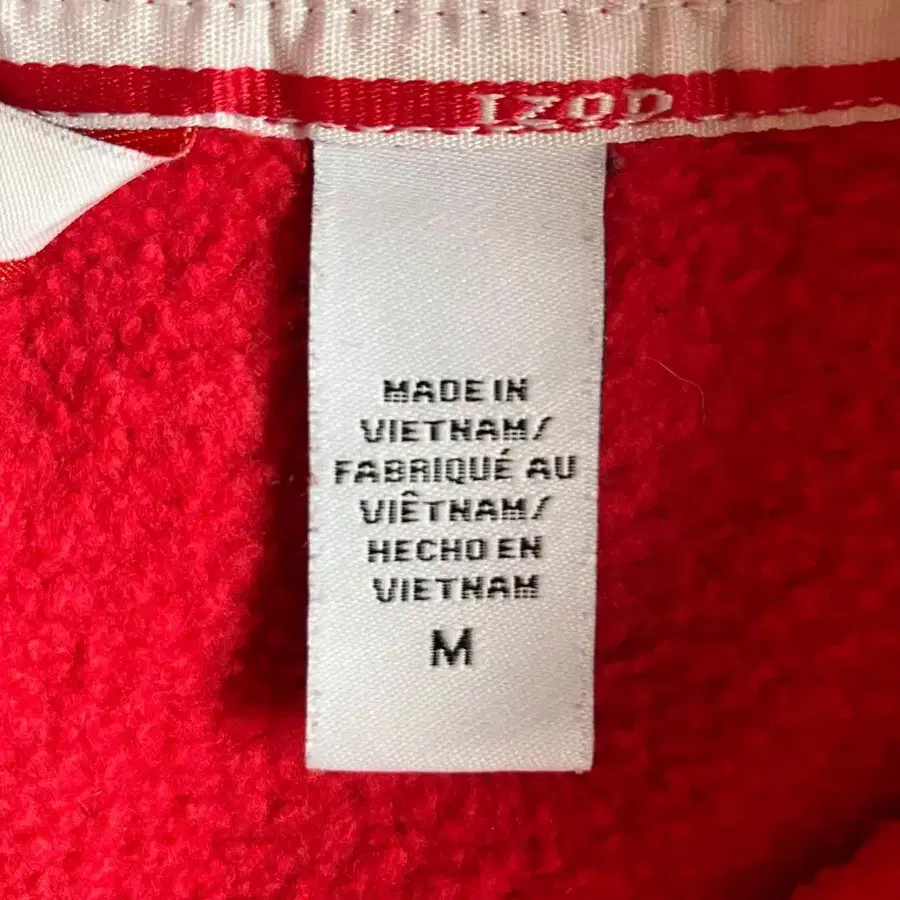 IZOD
MADE IN
VIETNAM/
FABRIQUÉ AU
VIÊTNAM/
HECHO EN
VIETNAM
M